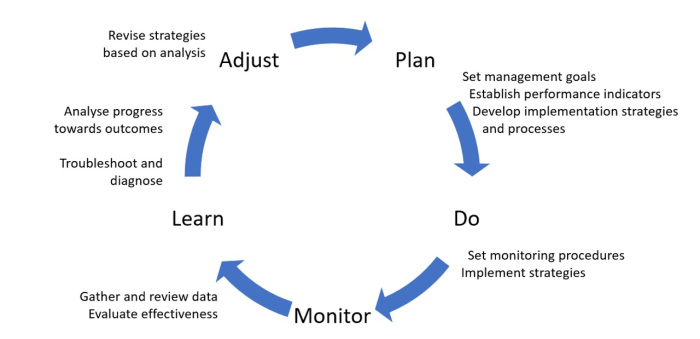 Revise strategies
based on analysis
Adjust
Plan
Set management goals
Establish performance indicators
Develop implementation strategies
and processes
Do
Set monitoring procedures
Implement strategies
Monitor
Gather and review data
Evaluate effectiveness
Learn
Troubleshoot and
diagnose
Analyse progress
towards outcomes